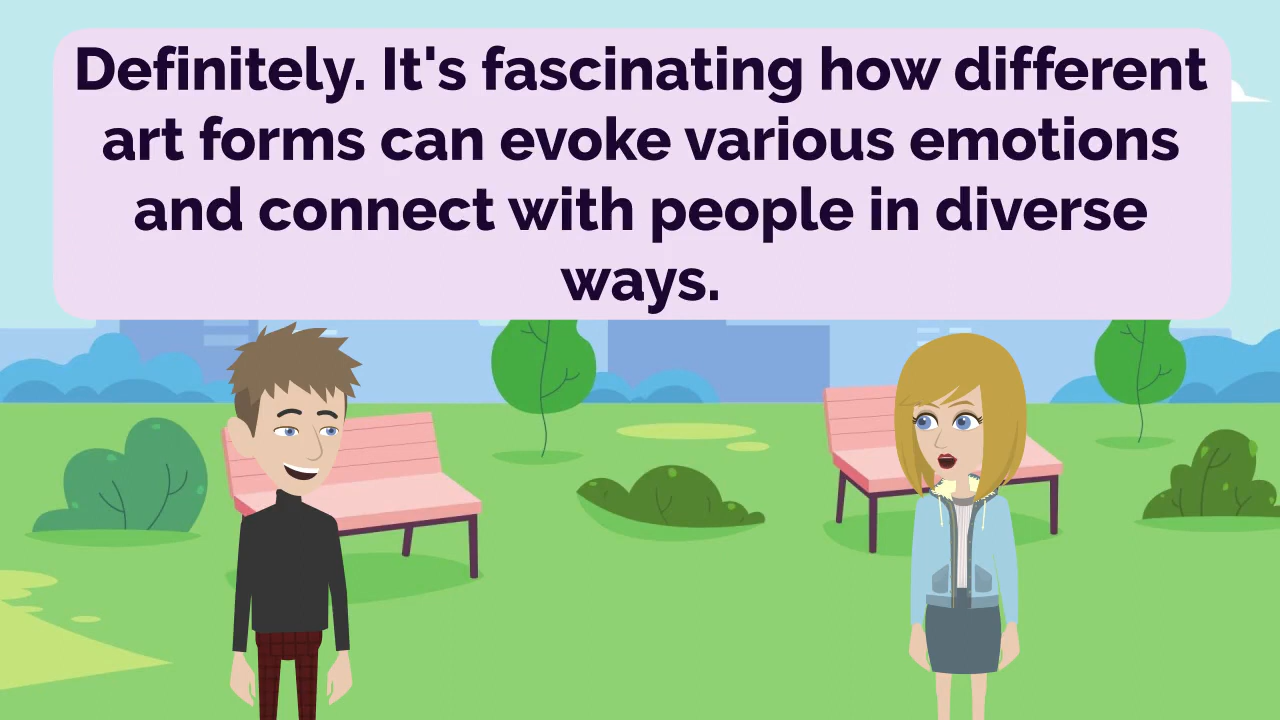 Definitely. It's fascinating how different
art forms can evoke various emotions
and connect with people in diverse
ways.